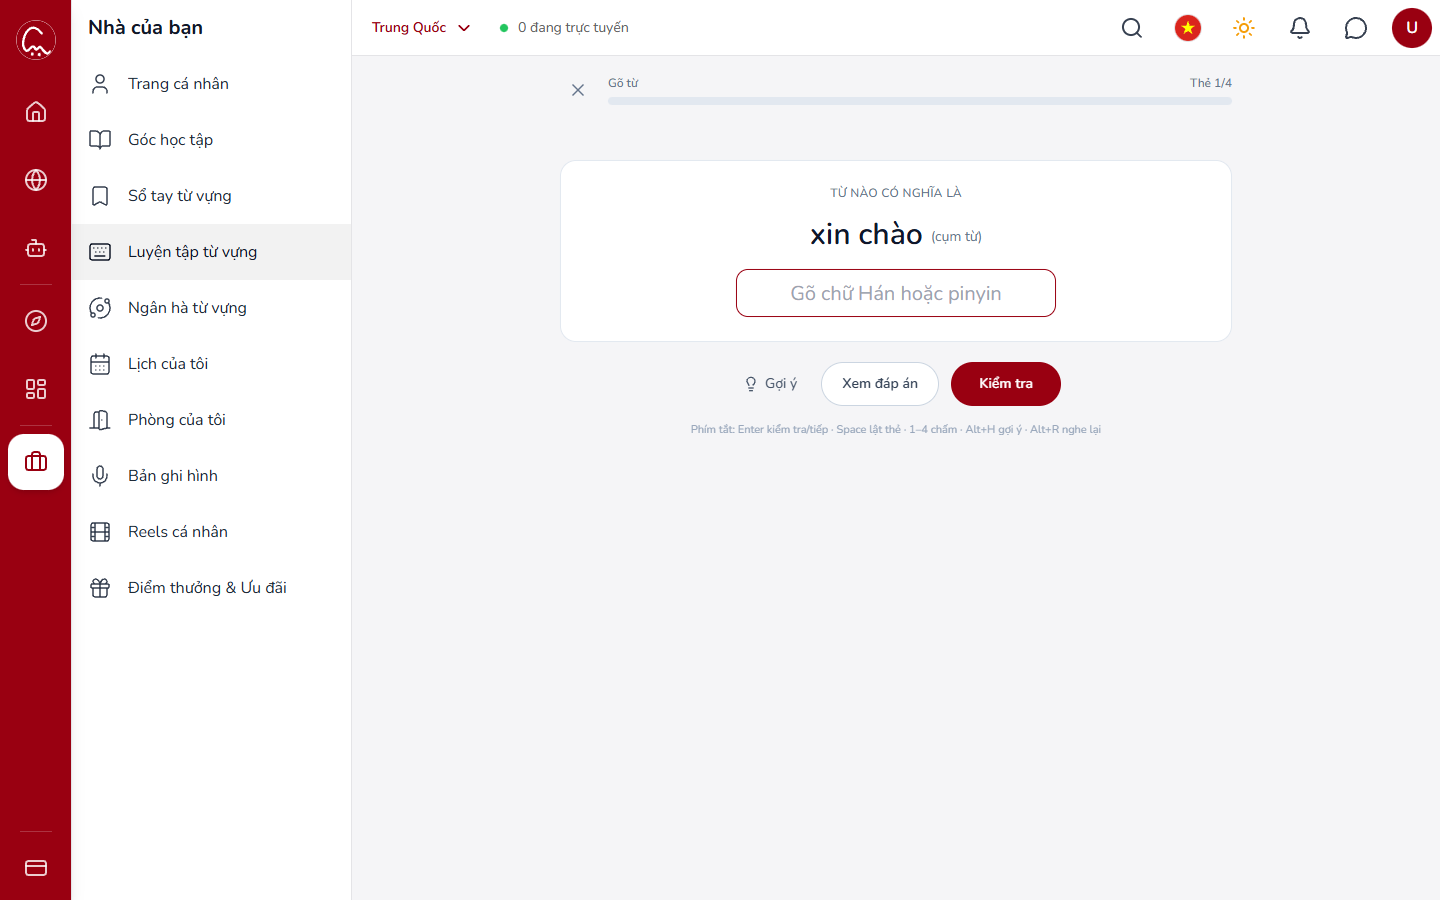 Nhà của bạn
Trang cá nhân
Góc học tập
Sổ tay từ vựng
Luyện tập từ vựng
Ngân hà từ vựng
Lịch của tôi
Phòng của tôi
Bản ghi hình
Reels cá nhân
Điểm thưởng & Ưu đãi
Trung Quốc
0 đang trực tuyến
U
Gõ từ
Thẻ 1/4
TỪ NÀO CÓ NGHĨA LÀ
xin chào (cụm từ)
Gõ chữ Hán hoặc pinyin
Gợi ý
Xem đáp án
Kiểm tra
Phím tắt: Enter kiểm tra/tiếp · Space lật thẻ · 1–4 chấm · Alt+H gợi ý · Alt+R nghe lại